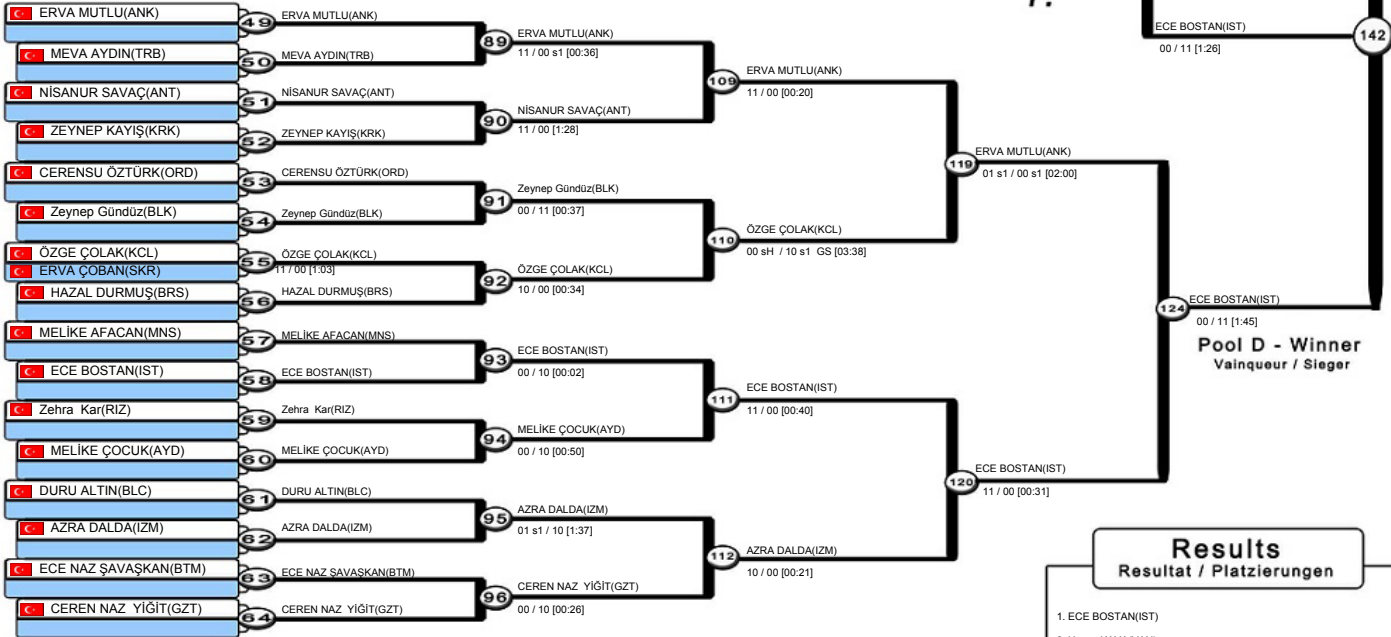 ERVA MUTLU(ANK)
MEVA AYDIN(TRB)
NİSANUR SAVAÇ(ANT)
ZEYNEP KAYIŞ(KRK)
CERENSU ÖZTÜRK(ORD)
Zeynep Gündüz(BLK)
ÖZGE ÇOLAK(KCL)
ERVA ÇOBAN(SKR)
HAZAL DURMUŞ(BRS)
MELİKE AFACAN(MNS)
ECE BOSTAN(IST)
Zehra Kar(RIZ)
MELİKE ÇOCUK(AYD)
DURU ALTIN(BLC)
AZRA DALDA(IZM)
ECE NAZ ŞAVAŞKAN(BTM)
CEREN NAZ YİĞİT(GZT)
49 ERVA MUTLU(ANK)
50 MEVA AYDIN(TRB)
51 NİSANUR SAVAÇ(ANT)
52 ZEYNEP KAYIŞ(KRK)
53 CERENSU ÖZTÜRK(ORD)
54 Zeynep Gündüz(BLK)
55 ÖZGE ÇOLAK(KCL)
11 / 00 [1:03]
56 HAZAL DURMUŞ(BRS)
57 MELİKE AFACAN(MNS)
58 ECE BOSTAN(IST)
59 Zehra Kar(RIZ)
60 MELİKE ÇOCUK(AYD)
61 DURU ALTIN(BLC)
62 AZRA DALDA(IZM)
63 ECE NAZ ŞAVAŞKAN(BTM)
64 CEREN NAZ YİĞİT(GZT)
89 ERVA MUTLU(ANK)
11 / 00 s1 [00:36]
90 NİSANUR SAVAÇ(ANT)
11 / 00 [1:28]
91 Zeynep Gündüz(BLK)
00 / 11 [00:37]
92 ÖZGE ÇOLAK(KCL)
10 / 00 [00:34]
93 ECE BOSTAN(IST)
00 / 10 [00:02]
94 MELİKE ÇOCUK(AYD)
00 / 10 [00:50]
95 AZRA DALDA(IZM)
01 s1 / 10 [1:37]
96 CEREN NAZ YİĞİT(GZT)
00 / 10 [00:26]
109 ERVA MUTLU(ANK)
11 / 00 [00:20]
110 ÖZGE ÇOLAK(KCL)
00 sH / 10 s1 GS [03:38]
111 ECE BOSTAN(IST)
11 / 00 [00:40]
112 AZRA DALDA(IZM)
10 / 00 [00:21]
119 ERVA MUTLU(ANK)
01 s1 / 00 s1 [02:00]
120 ECE BOSTAN(IST)
11 / 00 [00:31]
124 ECE BOSTAN(IST)
00 / 11 [1:45]
Pool D - Winner
Vainqueur / Sieger
ECE BOSTAN(IST)
00 / 11 [1:26]
142
Results
Resultat / Platzierungen
1. ECE BOSTAN(IST)